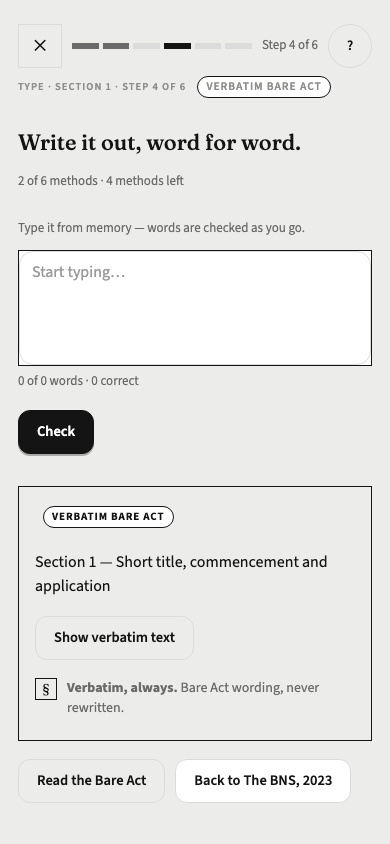 Step 4 of 6
?
TYPE · SECTION 1 · STEP 4 OF 6
VERBATIM BARE ACT
Write it out, word for word.
2 of 6 methods · 4 methods left
Type it from memory — words are checked as you go.
Start typing…
0 of 0 words · 0 correct
Check
VERBATIM BARE ACT
Section 1 — Short title, commencement and
application
Show verbatim text
§ Verbatim, always. Bare Act wording, never
rewritten.
Read the Bare Act
Back to The BNS, 2023